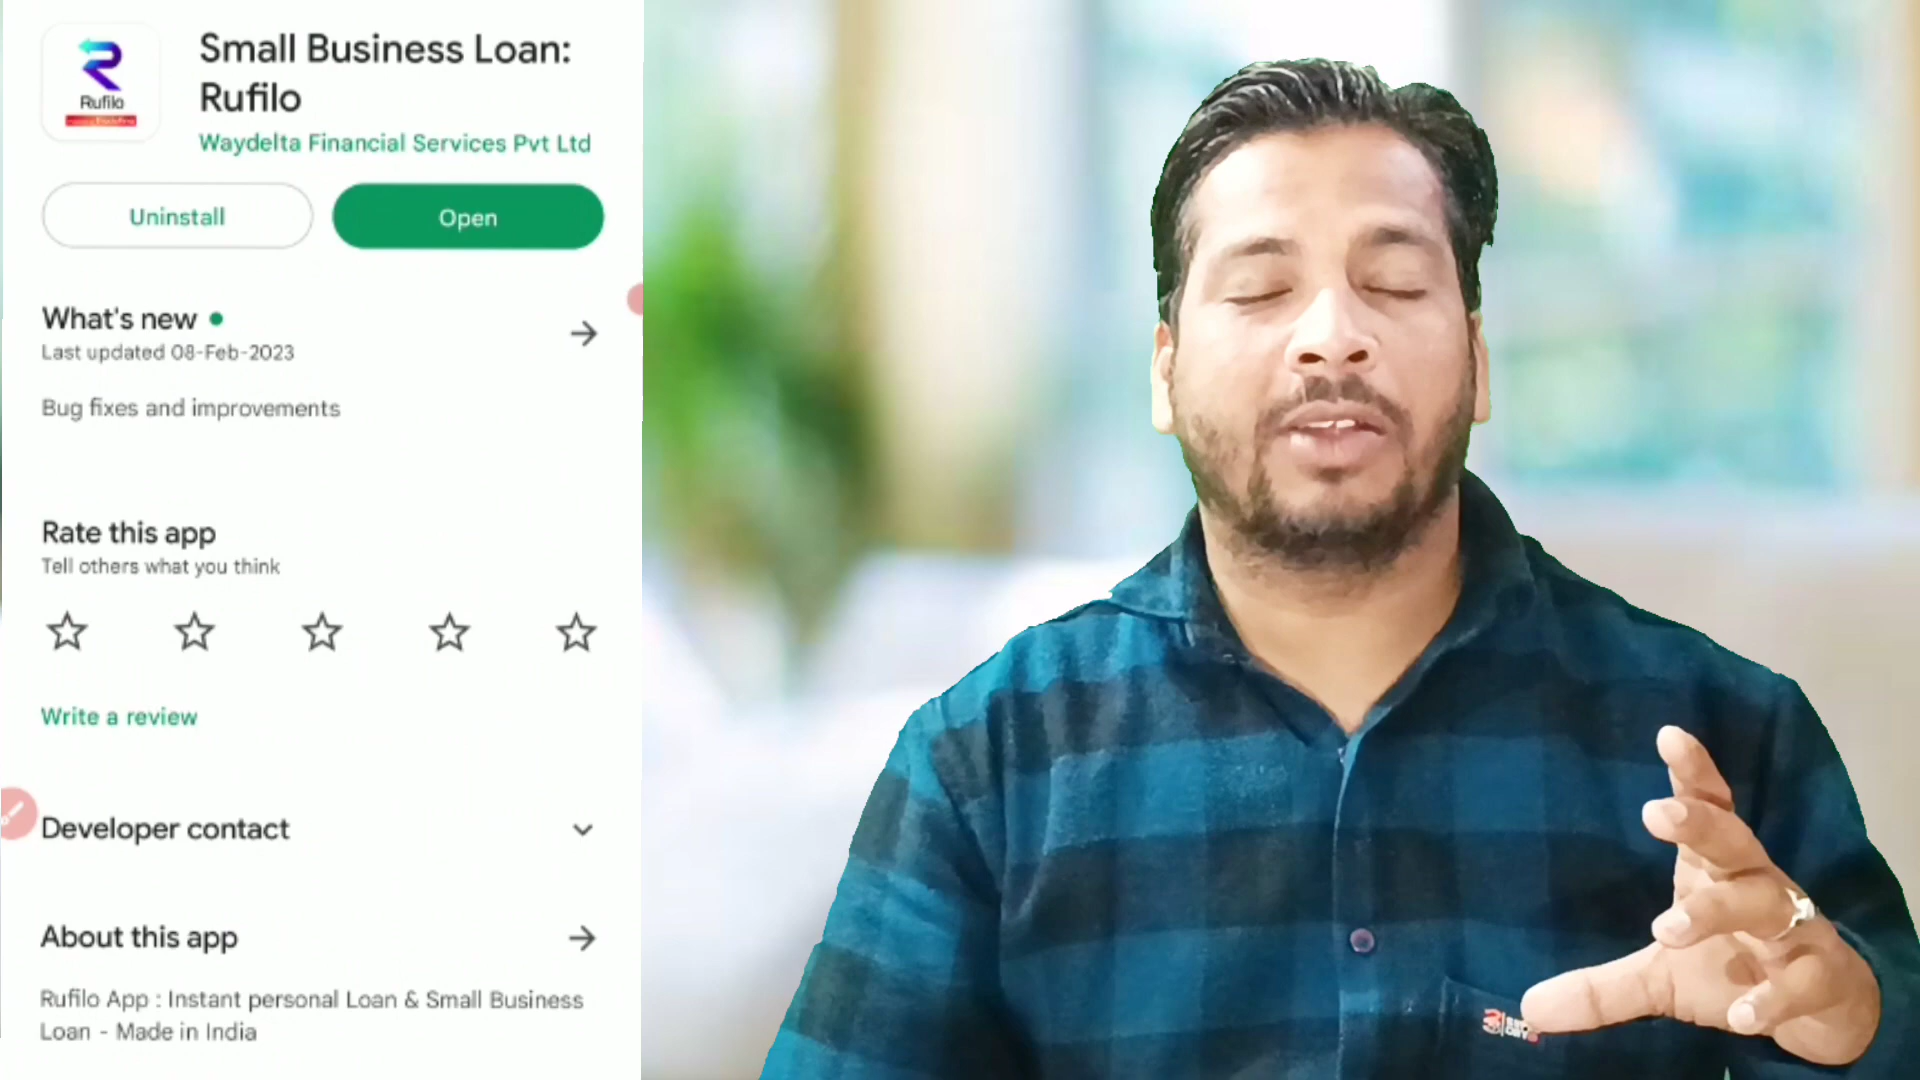 Small Business Loan:
Rufilo
Rufilo
Waydelta Financial Services Pvt Ltd
Uninstall
Open
What's new
Last updated 08-Feb-2023
Bug fixes and improvements
Rate this app
Tell others what you think
Write a review
Developer contact
About this app
Rufilo App : Instant personal Loan & Small Business
Loan - Made in India